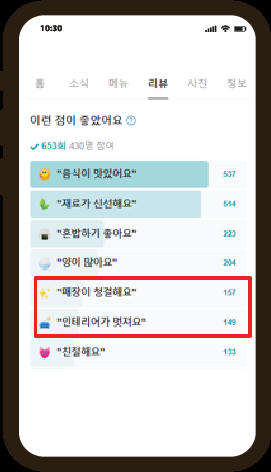 10:30
홈 소식 메뉴 리뷰 사진 정보
이런 점이 좋았어요 ?
653회 430명 참여
"음식이 맛있어요" 537
"재료가 신선해요" 514
"혼밥하기 좋아요" 223
"양이 많아요" 204
"매장이 청결해요" 157
"인테리어가 멋져요" 149
"친절해요" 133